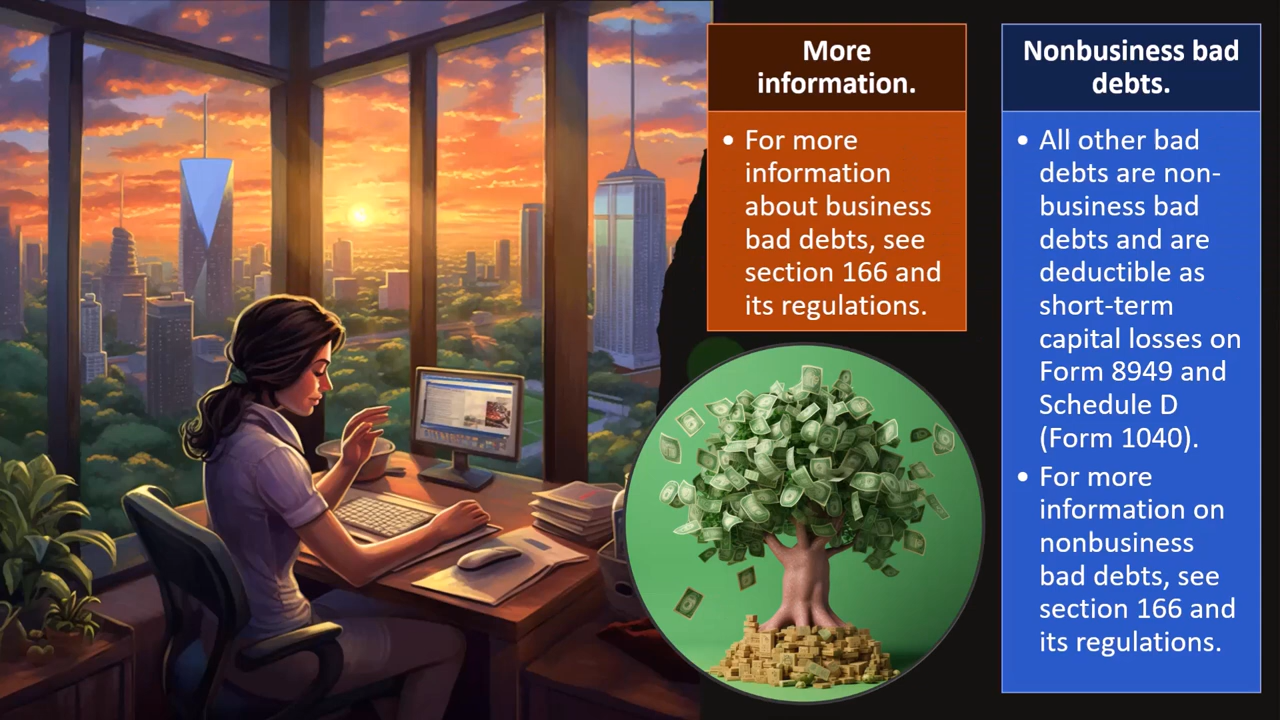 More
information.
• For more
information
about business
bad debts, see
section 166 and
its regulations.
Nonbusiness bad
debts.
• All other bad
debts are non-
business bad
debts and are
deductible as
short-term
capital losses on
Form 8949 and
Schedule D
(Form 1040).
• For more
information on
nonbusiness
bad debts, see
section 166 and
its regulations.